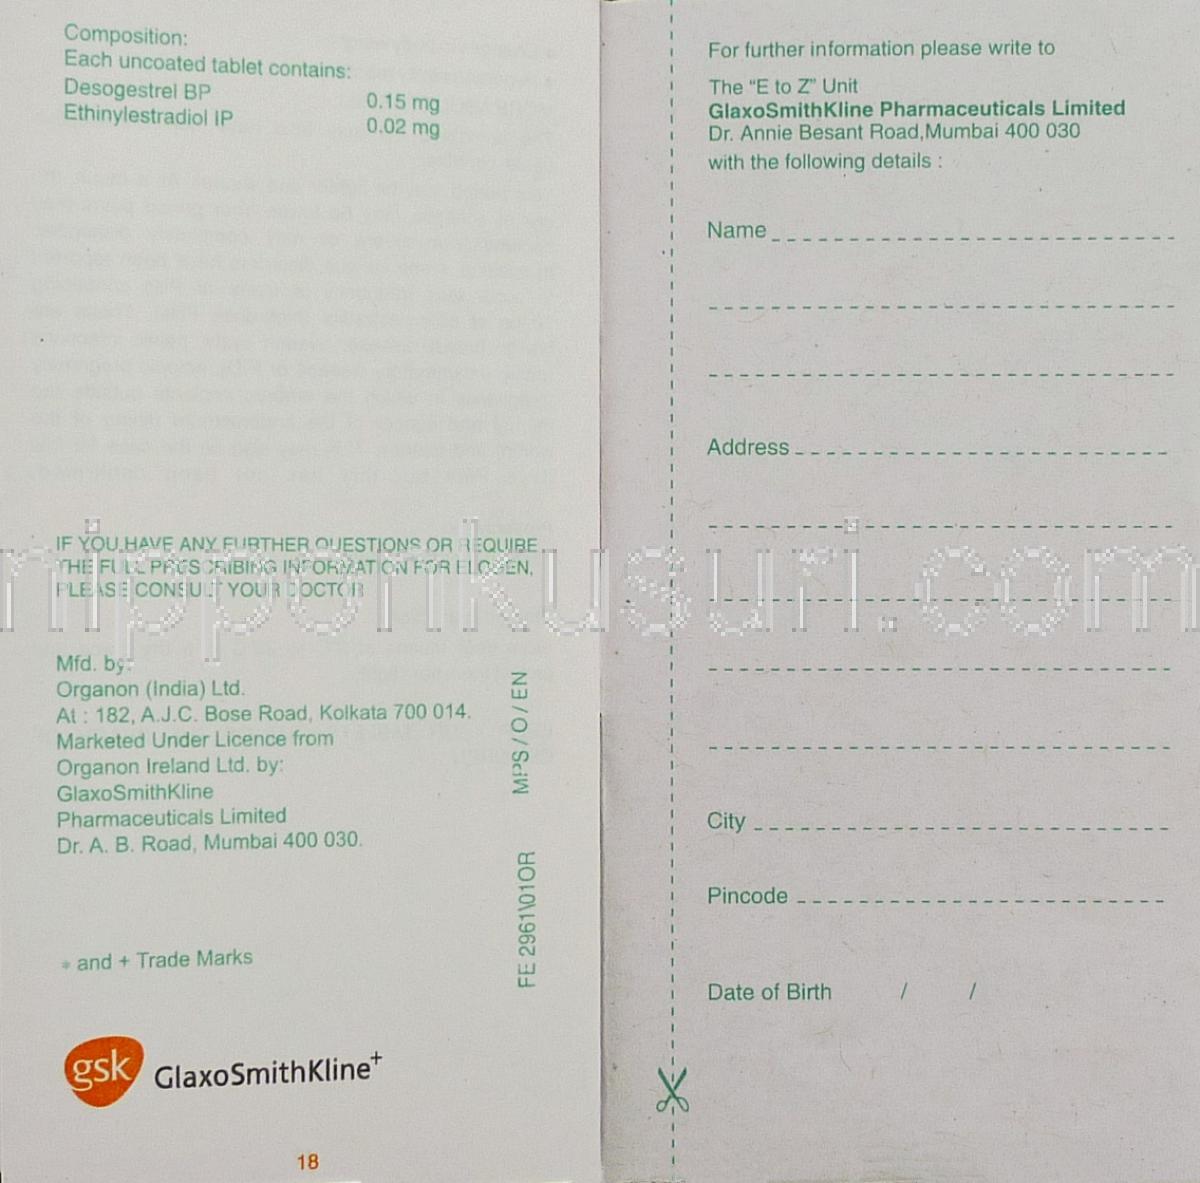 Composition:
Each uncoated tablet contains:
Desogestrel BP 0.15 mg
Ethinylestradiol IP 0.02 mg
IF YOU HAVE ANY FURTHER QUESTIONS OR REQUIRE
THE FULL PRESCRIBING INFORMATION FOR ELOGEN,
PLEASE CONSULT YOUR DOCTOR
Mfd. by:
Organon (India) Ltd.
At : 182, A.J.C. Bose Road, Kolkata 700 014.
Marketed Under Licence from
Organon Ireland Ltd. by:
GlaxoSmithKline
Pharmaceuticals Limited
Dr. A. B. Road, Mumbai 400 030.
MPS / O / EN
FE 2961\01OR
* and + Trade Marks
gsk GlaxoSmithKline+
18
For further information please write to
The “E to Z” Unit
GlaxoSmithKline Pharmaceuticals Limited
Dr. Annie Besant Road,Mumbai 400 030
with the following details :
Name
Address
City
Pincode
Date of Birth / /
nipponkusuri.com